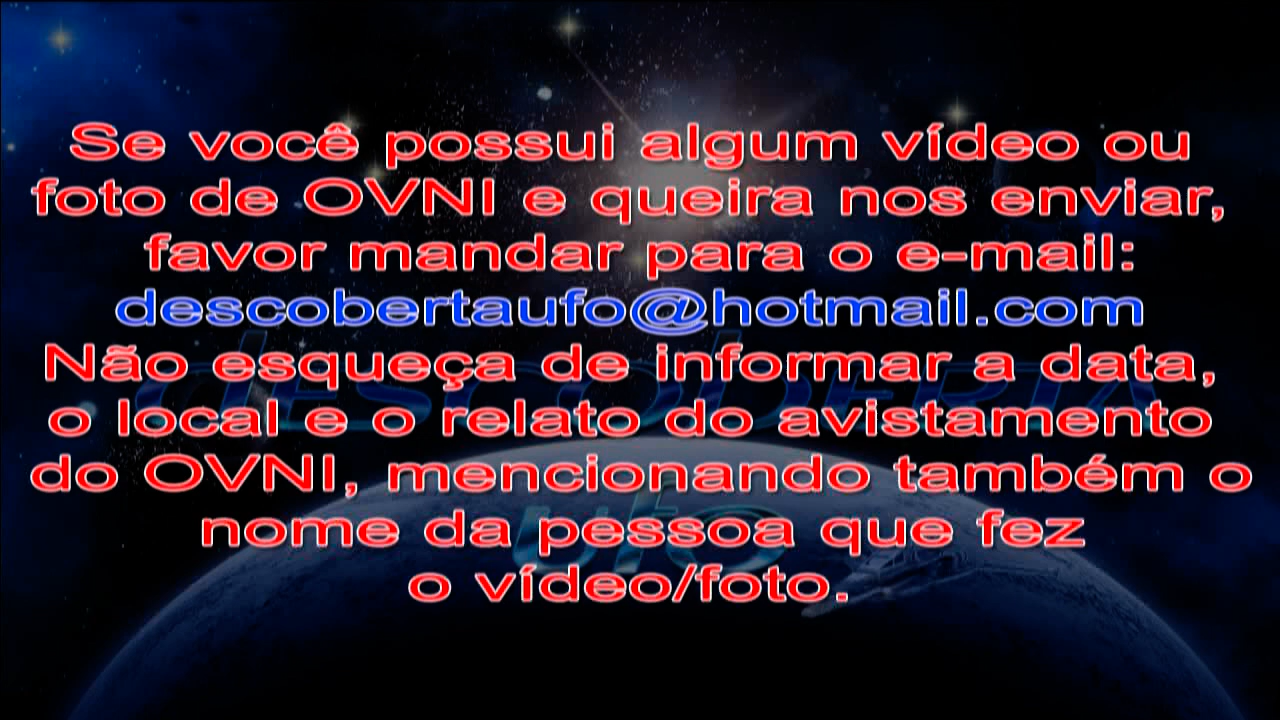 Se você possui algum vídeo ou
foto de OVNI e queira nos enviar,
favor mandar para o e-mail:
descobertaufo@hotmail.com
Não esqueça de informar a data,
o local e o relato do avistamento
do OVNI, mencionando também o
nome da pessoa que fez
o vídeo/foto.
DESCOBERTA
ufo